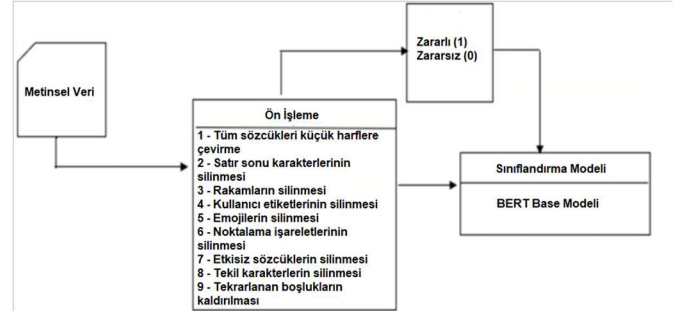 Metinsel Veri
Zararlı (1)
Zararsız (0)
Ön İşleme
1 - Tüm sözcükleri küçük harflere
çevirme
2 - Satır sonu karakterlerinin
silinmesi
3 - Rakamların silinmesi
4 - Kullanıcı etiketlerinin silinmesi
5 - Emojilerin silinmesi
6 - Noktalama işareletlerinin
silinmesi
7 - Etkisiz sözcüklerin silinmesi
8 - Tekil karakterlerin silinmesi
9 - Tekrarlanan boşlukların
kaldırılması
Sınıflandırma Modeli
BERT Base Modeli